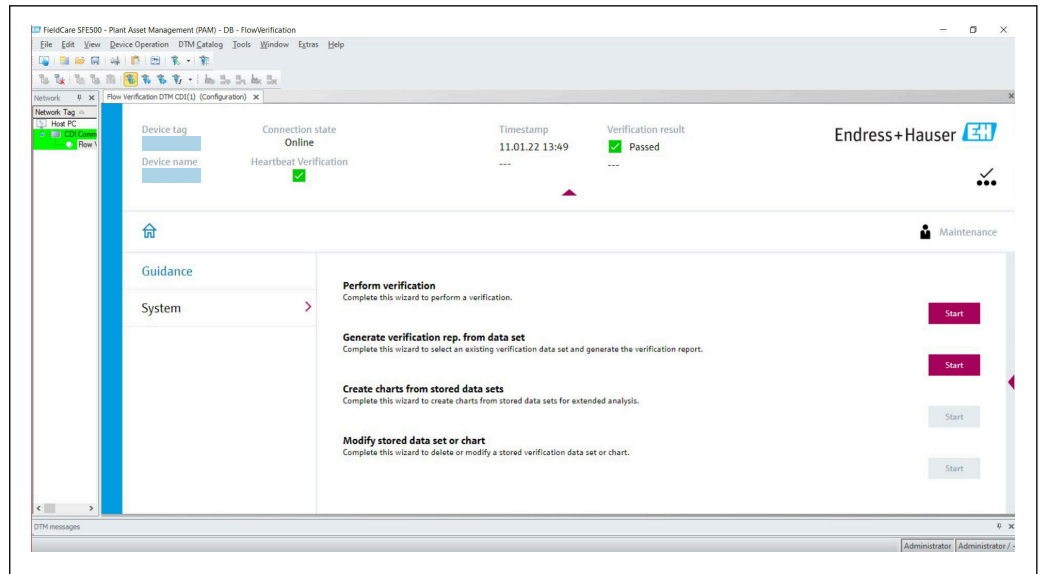 FieldCare SFE500 - Plant Asset Management (PAM) - DB - FlowVerification
File Edit View Device Operation DTM Catalog Tools Window Extras Help
Network
Flow Verification DTM CDI(1) (Configuration)
Network Tag
Host PC
CDI Comm
Flow V
Device tag
Connection state
Timestamp
Verification result
Online
11.01.22 13:49
Passed
Endress+Hauser
EH
Device name
Heartbeat Verification
---
---
Maintenance
Guidance
System
Perform verification
Complete this wizard to perform a verification.
Start
Generate verification rep. from data set
Complete this wizard to select an existing verification data set and generate the verification report.
Start
Create charts from stored data sets
Complete this wizard to create charts from stored data sets for extended analysis.
Start
Modify stored data set or chart
Complete this wizard to delete or modify a stored verification data set or chart.
Start
DTM messages
Administrator
Administrator / -